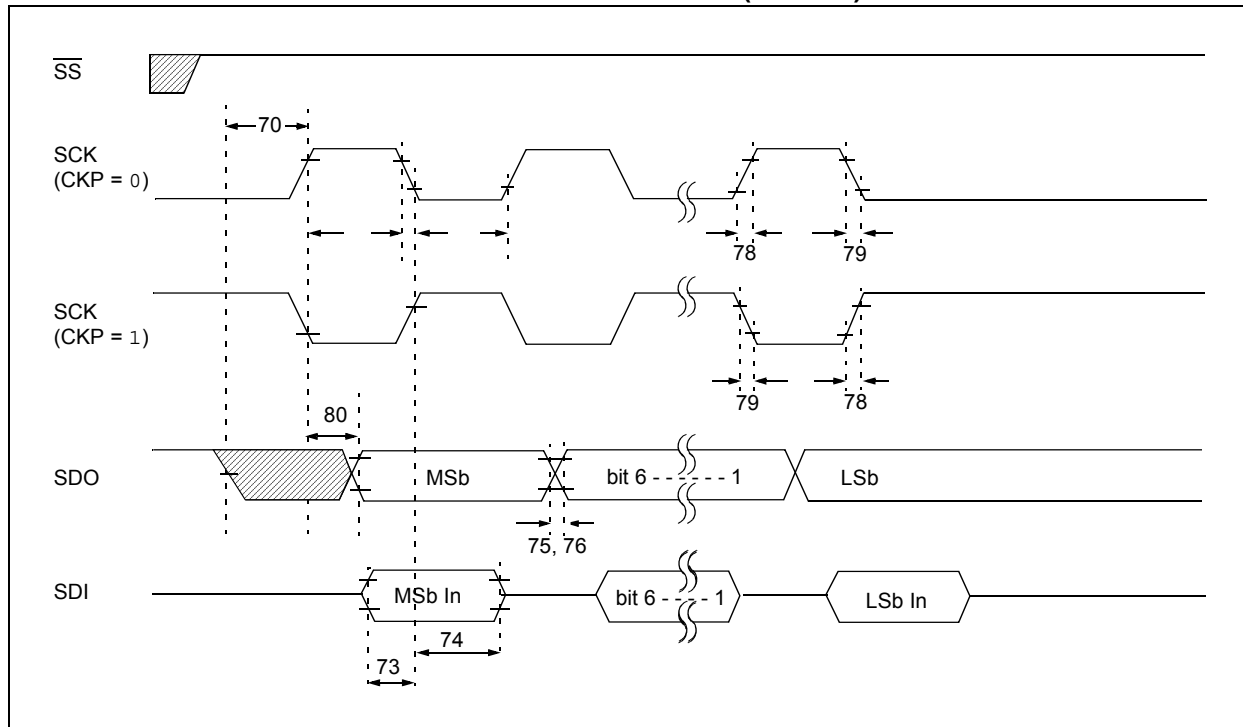 SS
70
SCK
(CKP = 0)
78
79
SCK
(CKP = 1)
79
78
80
SDO
MSb
bit 6 - - - - - - 1
LSb
75, 76
SDI
MSb In
bit 6 - - - - - 1
LSb In
74
73